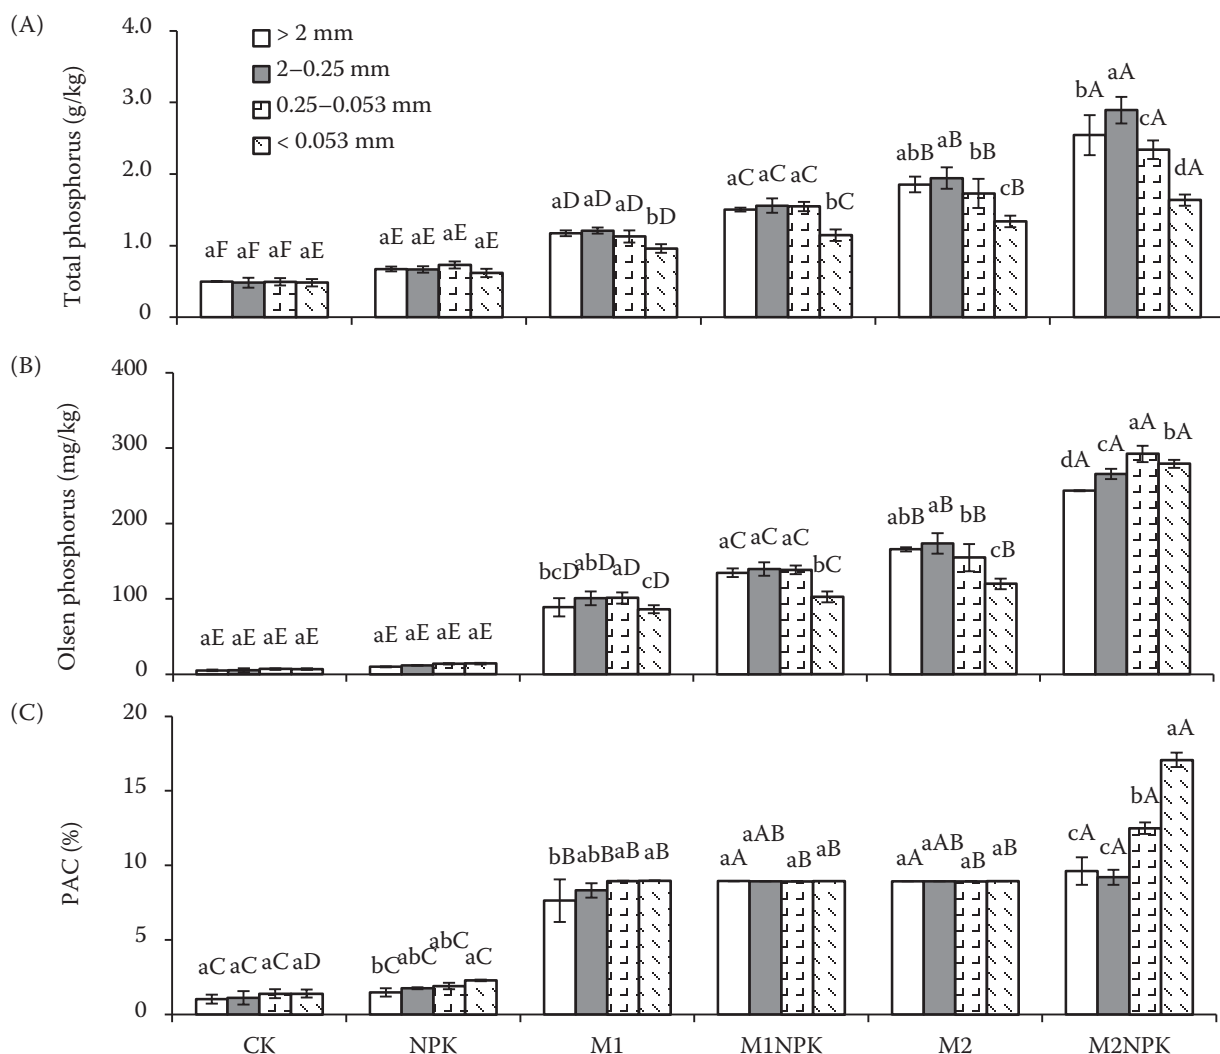 (A)
Total phosphorus (g/kg)
4.0
3.0
2.0
1.0
0
> 2 mm
2–0.25 mm
0.25–0.053 mm
< 0.053 mm
aF aF aF aE
aE aE aE aE
aD aD aD bD
aC aC aC bC
abB aB bB cB
bA aA cA dA
(B)
Olsen phosphorus (mg/kg)
400
300
200
100
0
aE aE aE aE
aE aE aE aE
bcD abD aD cD
aC aC aC bC
abB aB bB cB
dA cA aA bA
(C)
PAC (%)
20
15
10
5
0
aC aC aC aD
bC abC abC aC
bB abB aB aB
aA aAB aB aB
aA aAB aB aB
cA cA bA aA
CK NPK M1 M1NPK M2 M2NPK